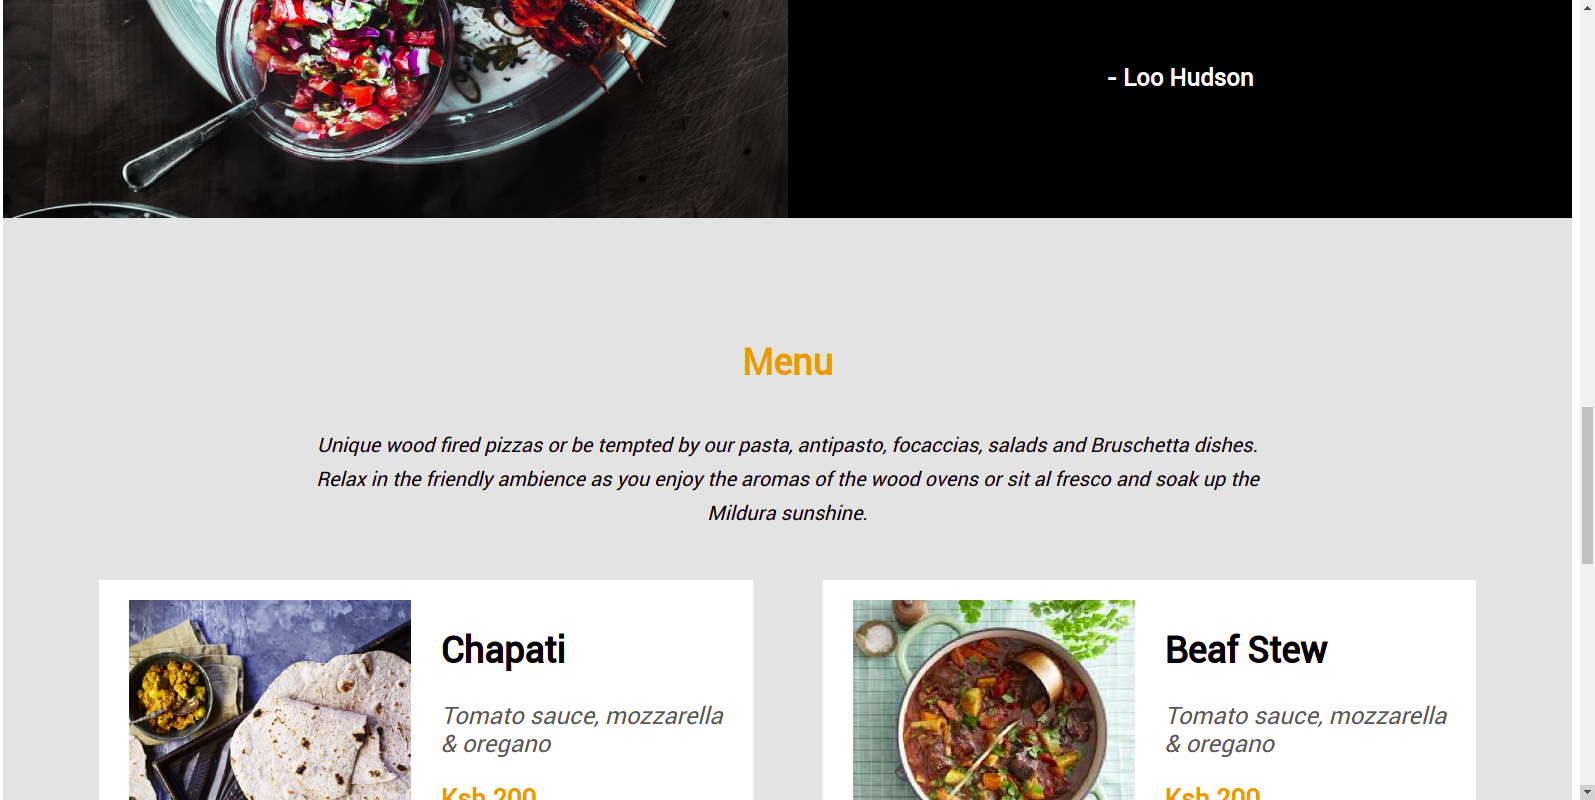 - Loo Hudson
Menu
Unique wood fired pizzas or be tempted by our pasta, antipasto, focaccias, salads and Bruschetta dishes.
Relax in the friendly ambience as you enjoy the aromas of the wood ovens or sit al fresco and soak up the
Mildura sunshine.
Chapati
Tomato sauce, mozzarella
& oregano
Ksh 200
Beaf Stew
Tomato sauce, mozzarella
& oregano
Ksh 200